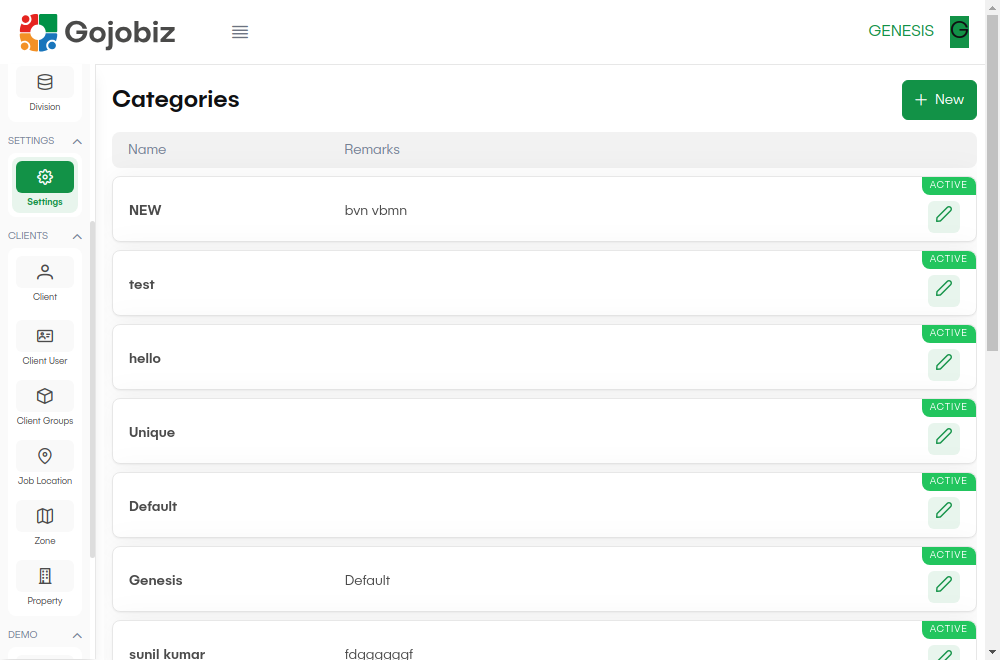 Gojobiz
GENESIS
G
Division
SETTINGS
Settings
CLIENTS
Client
Client User
Client Groups
Job Location
Zone
Property
DEMO
Categories
New
Name Remarks
ACTIVE
NEW bvn vbmn
ACTIVE
test
ACTIVE
hello
ACTIVE
Unique
ACTIVE
Default
ACTIVE
Genesis Default
ACTIVE
sunil kumar